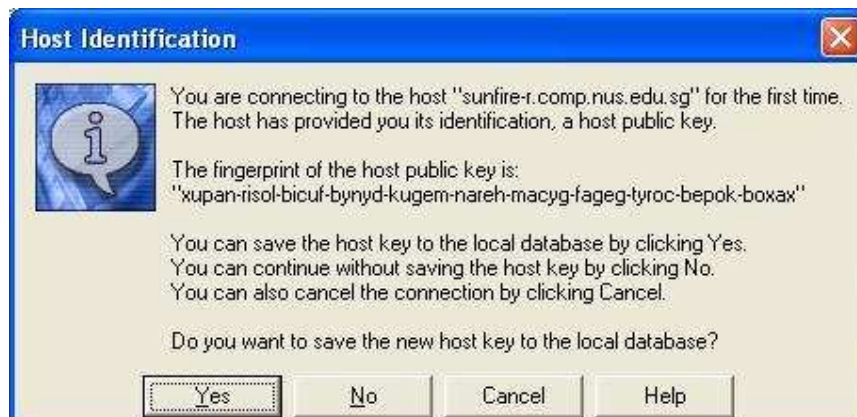 Host Identification
You are connecting to the host "sunfire-r.comp.nus.edu.sg" for the first time.
The host has provided you its identification, a host public key.
The fingerprint of the host public key is:
"xupan-risol-bicuf-bynyd-kugem-nareh-macyg-fageg-tyroc-bepok-boxax"
You can save the host key to the local database by clicking Yes.
You can continue without saving the host key by clicking No.
You can also cancel the connection by clicking Cancel.
Do you want to save the new host key to the local database?
Yes No Cancel Help